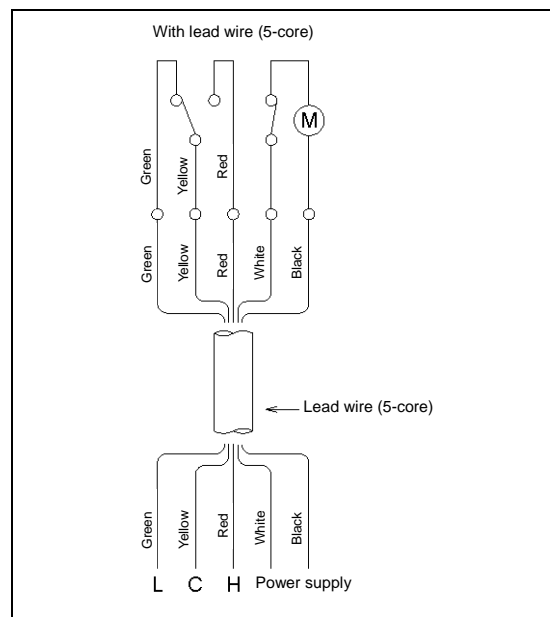 With lead wire (5-core)
M
Green
Yellow
Red
Green
Yellow
Red
White
Black
Lead wire (5-core)
Green
Yellow
Red
White
Black
L C H Power supply